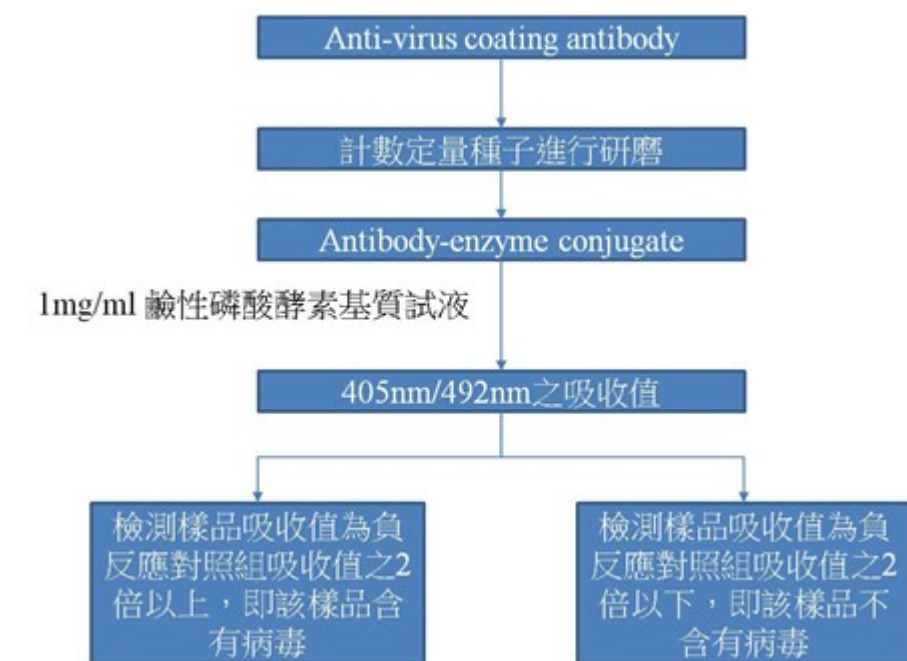 Anti-virus coating antibody
計數定量種子進行研磨
Antibody-enzyme conjugate
1mg/ml 鹼性磷酸酵素基質試液
405nm/492nm之吸收值
檢測樣品吸收值為負
反應對照組吸收值之2
倍以上，即該樣品含
有病毒
檢測樣品吸收值為負
反應對照組吸收值之2
倍以下，即該樣品不
含有病毒